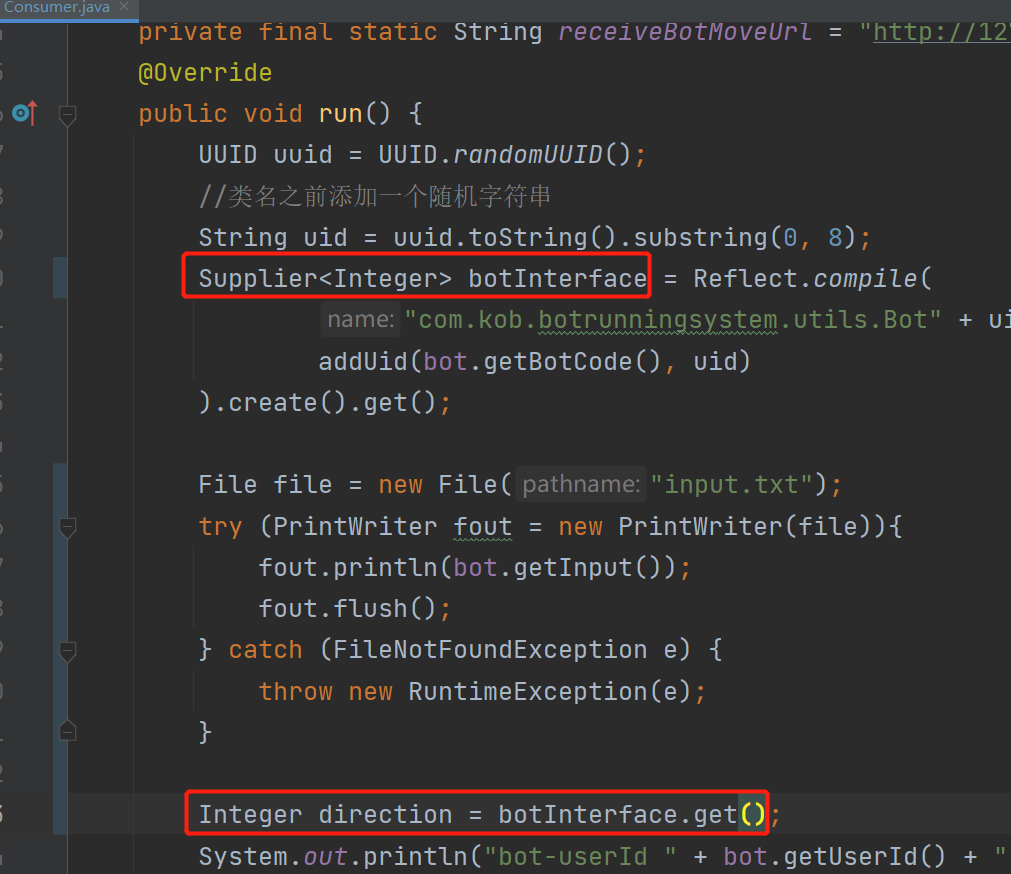 Consumer.java
private final static String receiveBotMoveUrl = "http://12
@Override
public void run() {
UUID uuid = UUID.randomUUID();
//类名之前添加一个随机字符串
String uid = uuid.toString().substring(0, 8);
Supplier<Integer> botInterface = Reflect.compile(
name: "com.kob.botrunningsystem.utils.Bot" + ui
addUid(bot.getBotCode(), uid)
).create().get();
File file = new File( pathname: "input.txt");
try (PrintWriter fout = new PrintWriter(file)){
fout.println(bot.getInput());
fout.flush();
} catch (FileNotFoundException e) {
throw new RuntimeException(e);
}
Integer direction = botInterface.get();
System.out.println("bot-userId " + bot.getUserId() + "